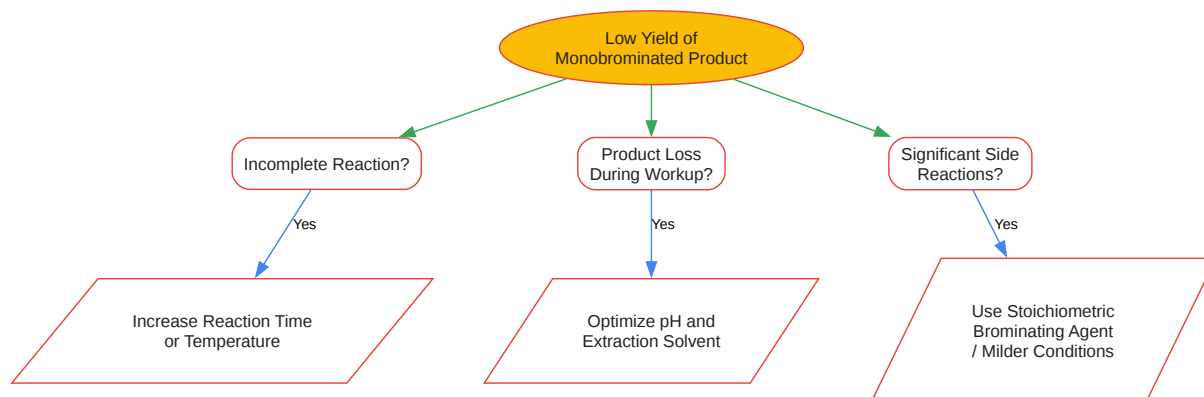 Low Yield of
Monobrominated Product
Incomplete Reaction?
Product Loss
During Workup?
Significant Side
Reactions?
Yes
Yes
Yes
Increase Reaction Time
or Temperature
Optimize pH and
Extraction Solvent
Use Stoichiometric
Brominating Agent
/ Milder Conditions